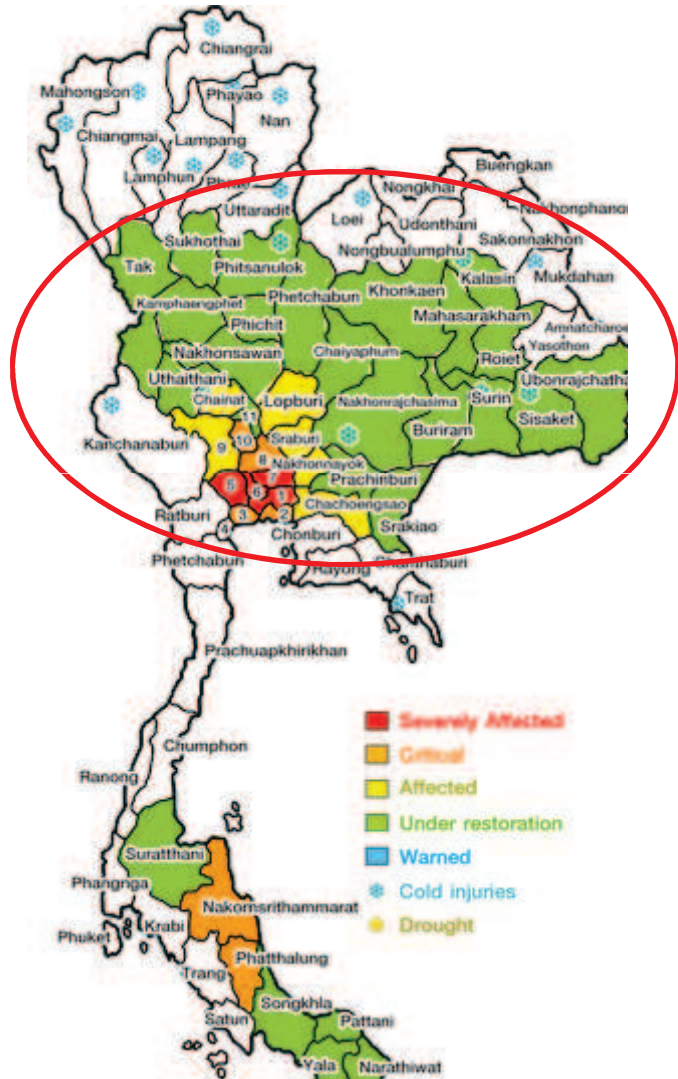 Chiangrai
Mahongson
Phayao
Nan
Chiangmai
Lampang
Lamphun
Buengkan
Nongkhai
Uttaradit
Loei
Udonthani
Sukhothai
Nongbualumphu
Sakonnakhon
Tak
Phitsanulok
Mukdahan
Kalasin
Phetchabun
Khonkaen
Kamphaengphet
Mahasarakham
Phichit
Amnatcharoe
Yasothon
Nakhonsawan
Chaiyaphum
Roiet
Uthaithani
Ubonrajchatha
Chainat
Lopburi
Nakhonrajchasima
Surin
11
Sisaket
Buriram
Kanchanaburi
10
Sraburi
9
8
Nakhonnayok
7
Prachinburi
5
6
1
Chachoengsao
Ratburi
3
2
Srakiao
4
Chonburi
Phetchabun
Rayong
Trat
Prachuapkhirikhan
Severely Affected
Chumphon
Critical
Ranong
Affected
Under restoration
Suratthani
Warned
Phangnga
Cold injuries
Nakornsrithammarat
Krabi
Drought
Phuket
Phatthalung
Trang
Songkhla
Satun
Pattani
Yala
Narathiwat